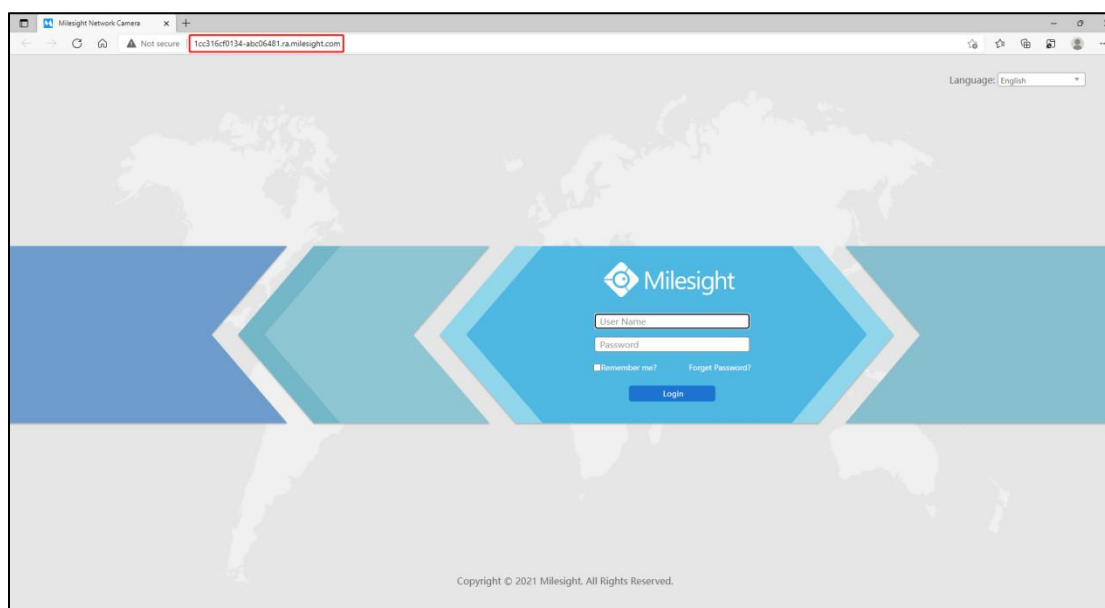 Milesight Network Camera
Not secure
1cc316cf0134-abc06481.ra.milesight.com
Language: English
Milesight
User Name
Password
Remember me? Forget Password?
Login
Copyright © 2021 Milesight. All Rights Reserved.